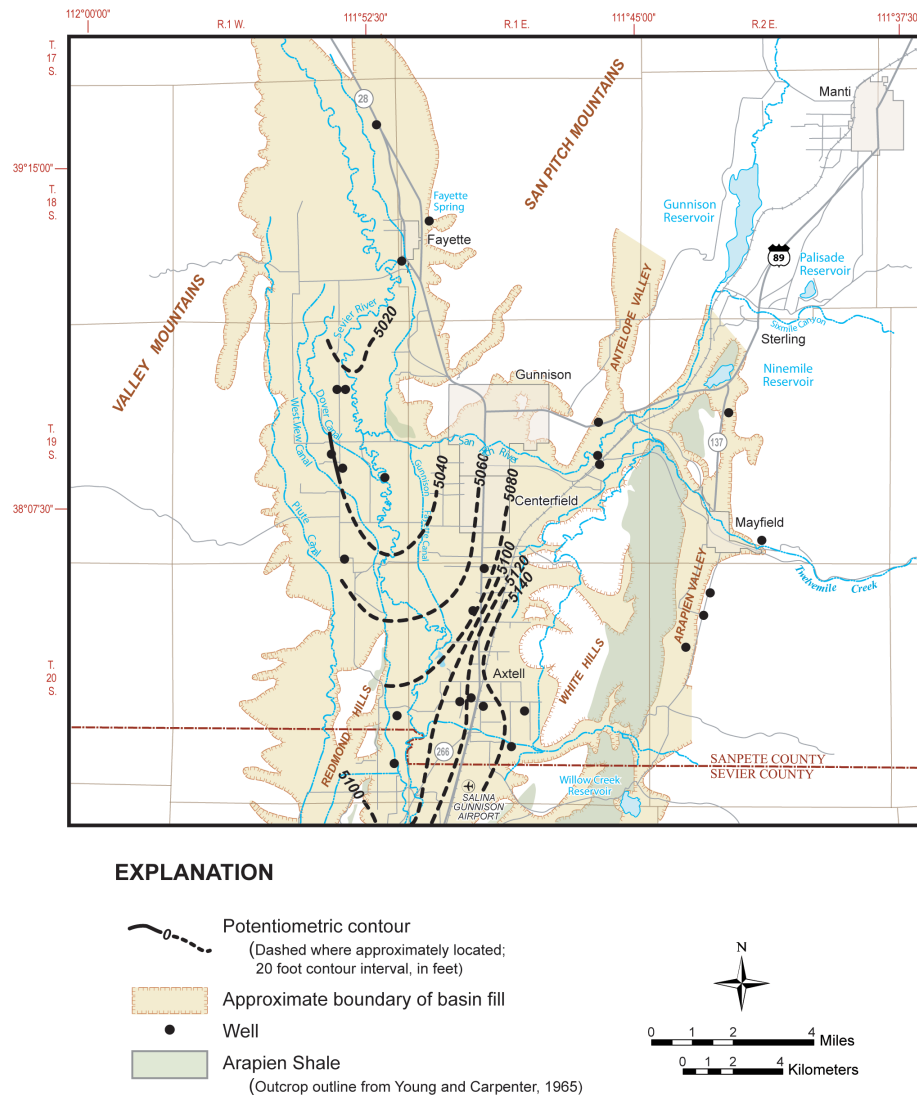 112°00'00"
R.1 W.
111°52'30"
R.1 E.
111°45'00"
R.2 E.
111°37'30
T.
17
S.
39°15'00"
T.
18
S.
T.
19
S.
38°07'30"
T.
20
S.
28
SAN PITCH MOUNTAINS
Manti
Fayette
Spring
Fayette
Gunnison
Reservoir
89
Palisade
Reservoir
VALLEY MOUNTAINS
ANTELOPE VALLEY
Sixmile Canyon
Sterling
Sevier River
5020
Gunnison
Ninemile
Reservoir
Westview Canal
Dover Canal
San Pitch River
137
Piute Canal
Gunnison Fayette Canal
5040
5060
5080
Centerfield
Mayfield
5100
5120
5140
Twelvemile Creek
ARAPIEN VALLEY
WHITE HILLS
Axtell
REDMOND HILLS
5100
266
SANPETE COUNTY
SEVIER COUNTY
Willow Creek
Reservoir
SALINA
GUNNISON
AIRPORT
EXPLANATION
0
Potentiometric contour
(Dashed where approximately located;
20 foot contour interval, in feet)
Approximate boundary of basin fill
Well
Arapien Shale
(Outcrop outline from Young and Carpenter, 1965)
N
0 1 2 4 Miles
0 1 2 4 Kilometers